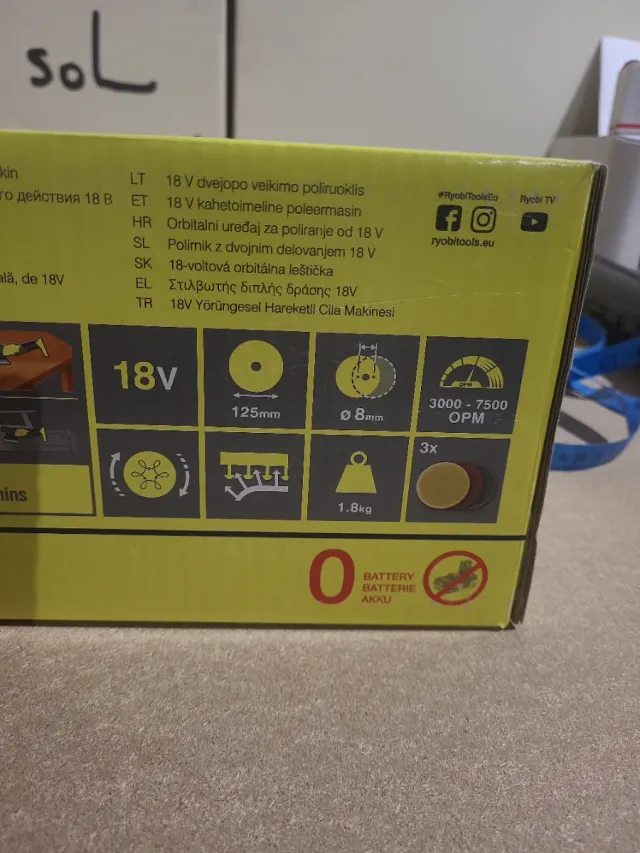 soL
kin
го действия 18 В
ală, de 18V
LT 18 V dvejopo veikimo poliruoklis
ET 18 V kahetoimeline poleermasin
HR Orbitalni uređaj za poliranje od 18 V
SL Polirnik z dvojnim delovanjem 18 V
SK 18-voltová orbitálna leštička
EL Στιλβωτής διπλής δράσης 18V
TR 18V Yörüngesel Hareketli Cila Makinesi
#RyobiToolsEu
Ryobi TV
ryobitools.eu
18V
125mm
Ø 8mm
OPM
3000 - 7500
OPM
1.8kg
3x
nins
0
BATTERY
BATTERIE
AKKU